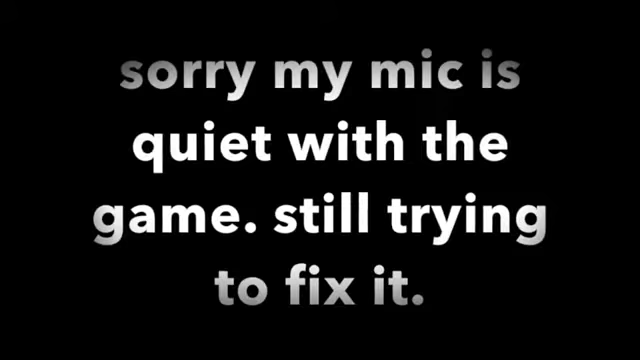 sorry my mic is
quiet with the
game. still trying
to fix it.